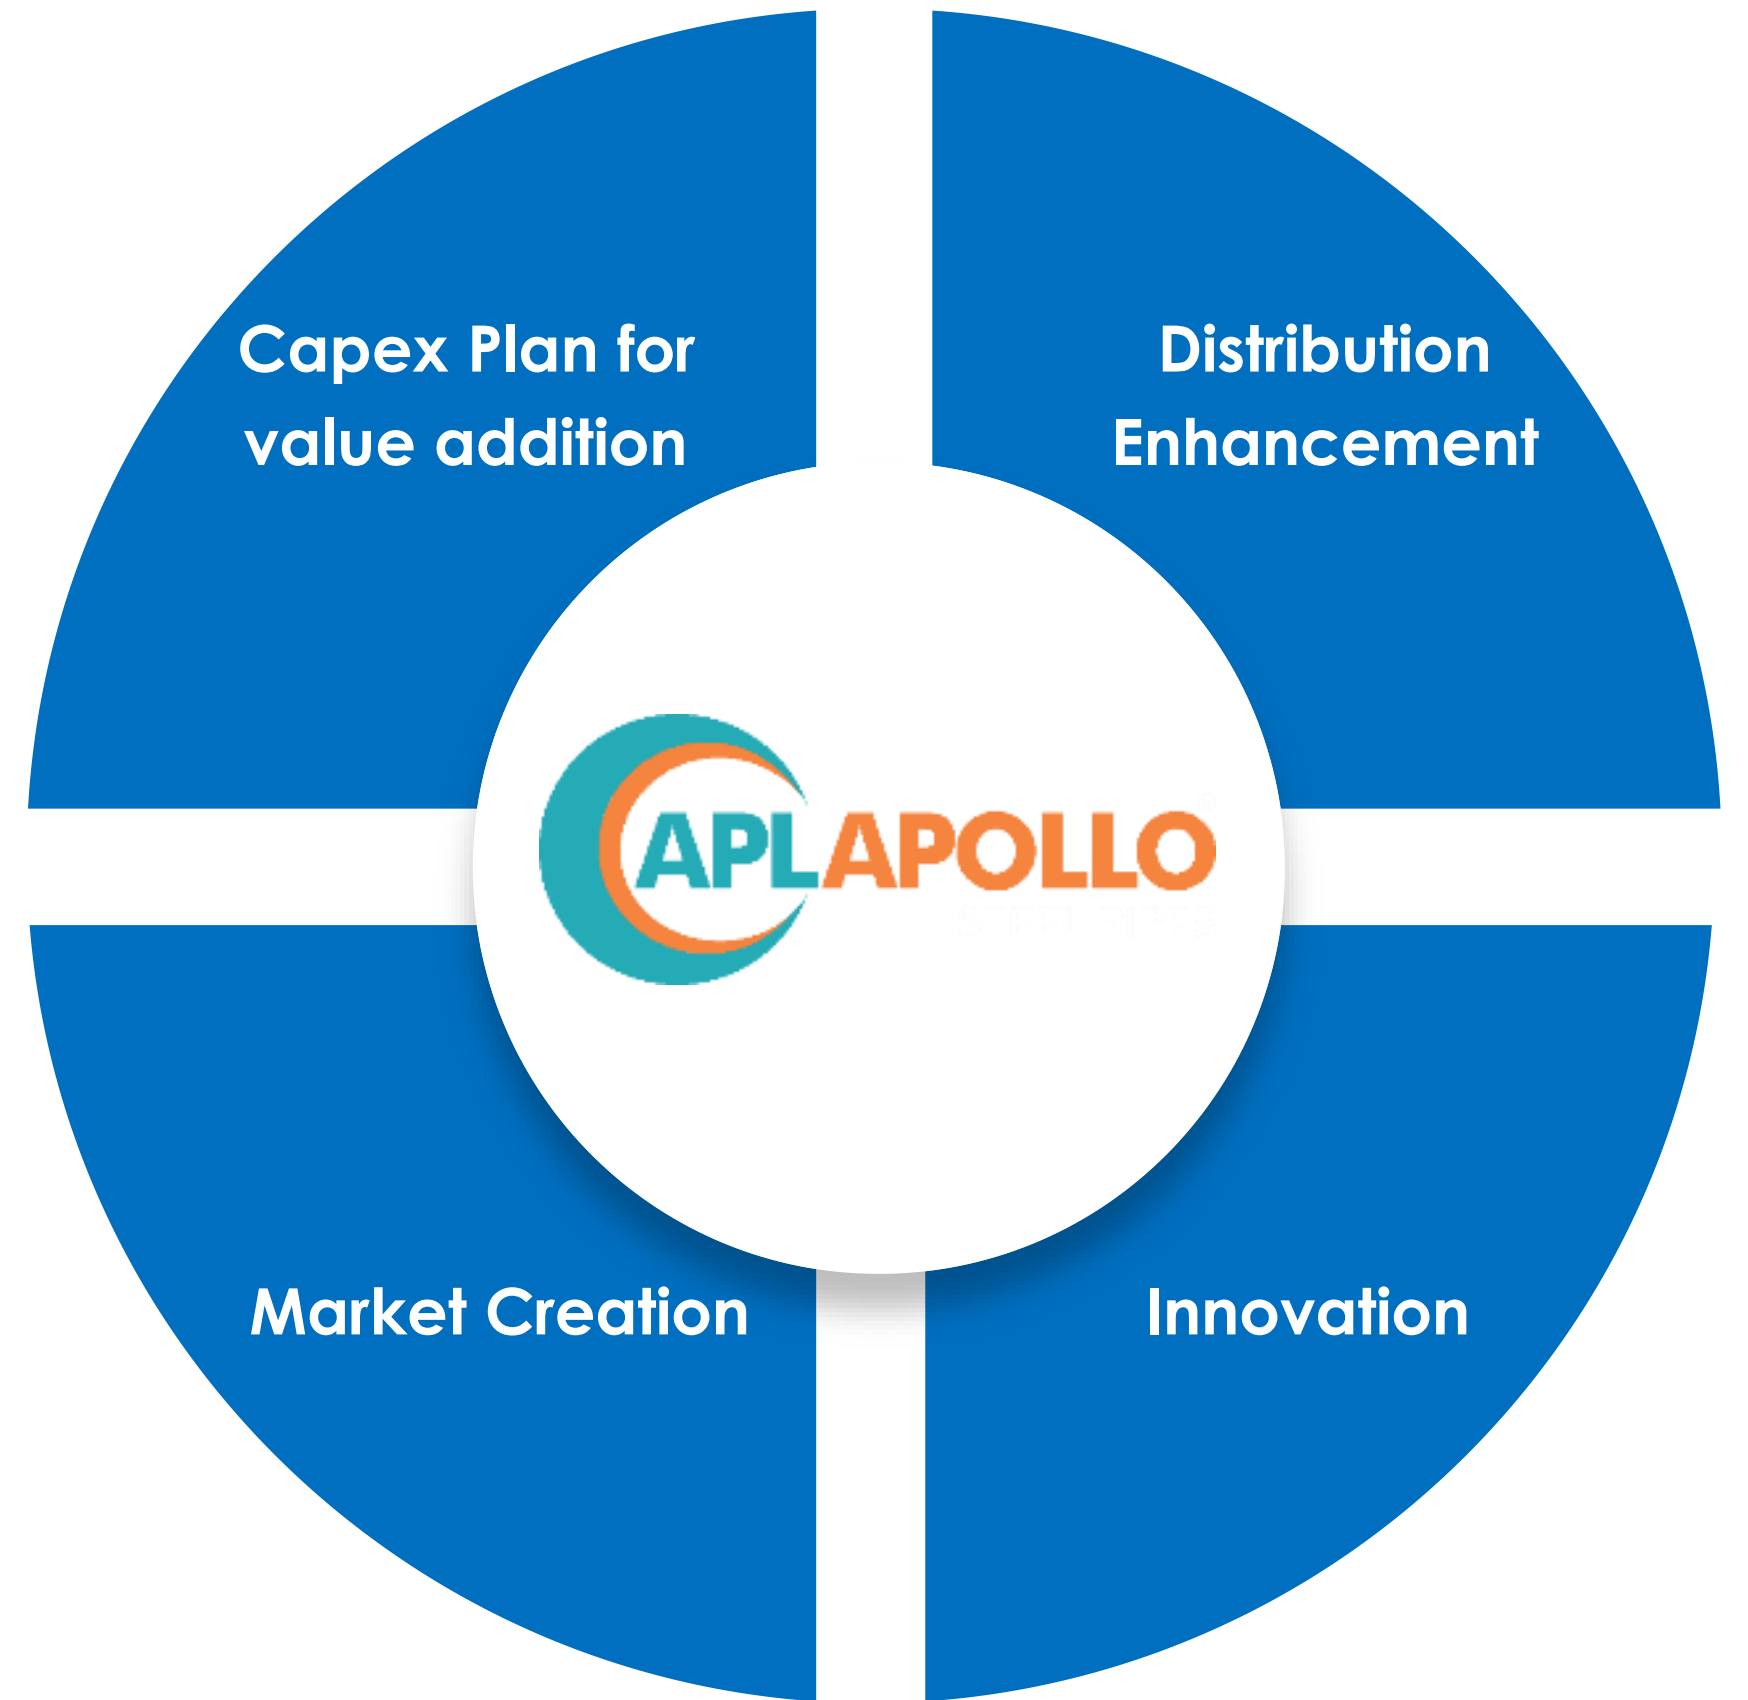 Capex Plan for
value addition
Distribution
Enhancement
APLAPOLLO
Market Creation
Innovation